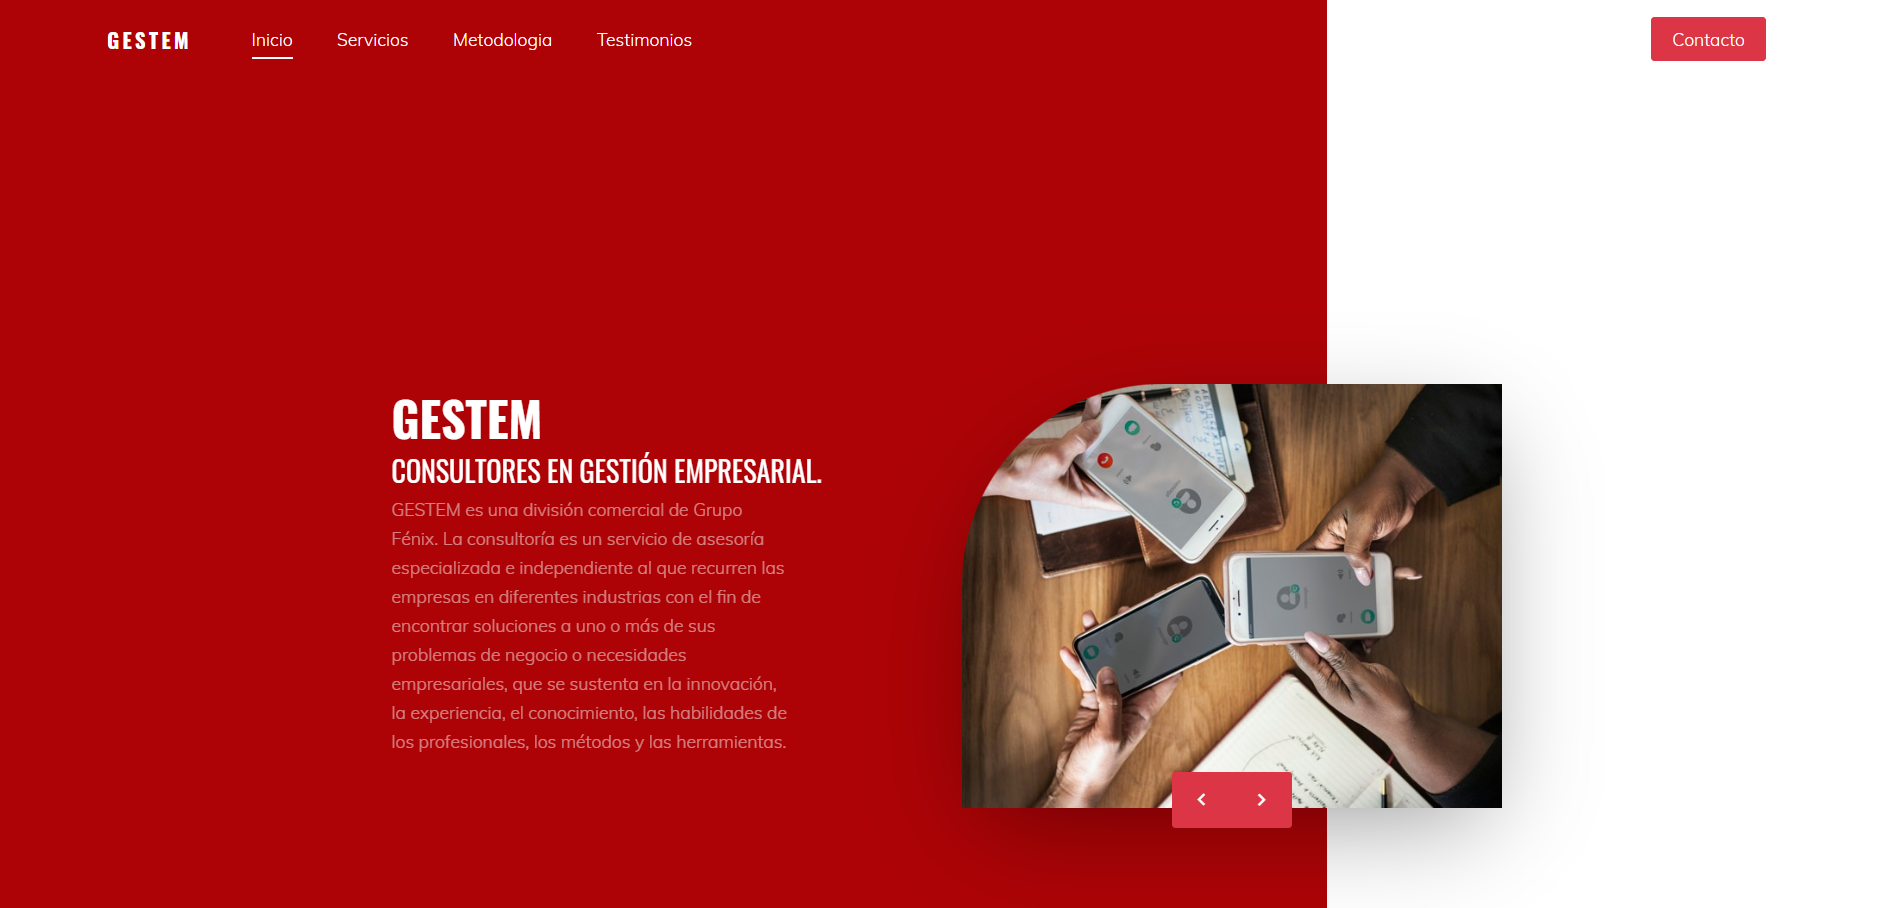 GESTEM
Inicio
Servicios
Metodologia
Testimonios
Contacto
GESTEM
CONSULTORES EN GESTIÓN EMPRESARIAL.
GESTEM es una división comercial de Grupo
Fénix. La consultoría es un servicio de asesoría
especializada e independiente al que recurren las
empresas en diferentes industrias con el fin de
encontrar soluciones a uno o más de sus
problemas de negocio o necesidades
empresariales, que se sustenta en la innovación,
la experiencia, el conocimiento, las habilidades de
los profesionales, los métodos y las herramientas.